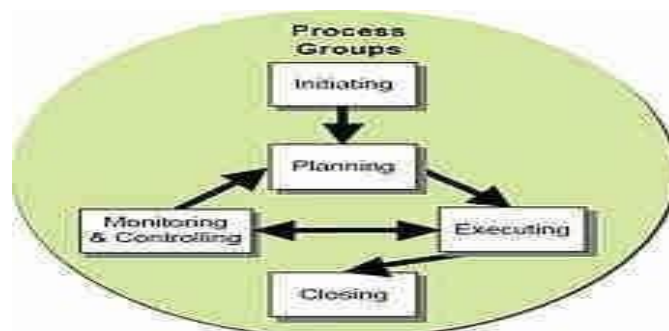 Process
Groups
Initiating
Planning
Monitoring
& Controlling
Executing
Closing